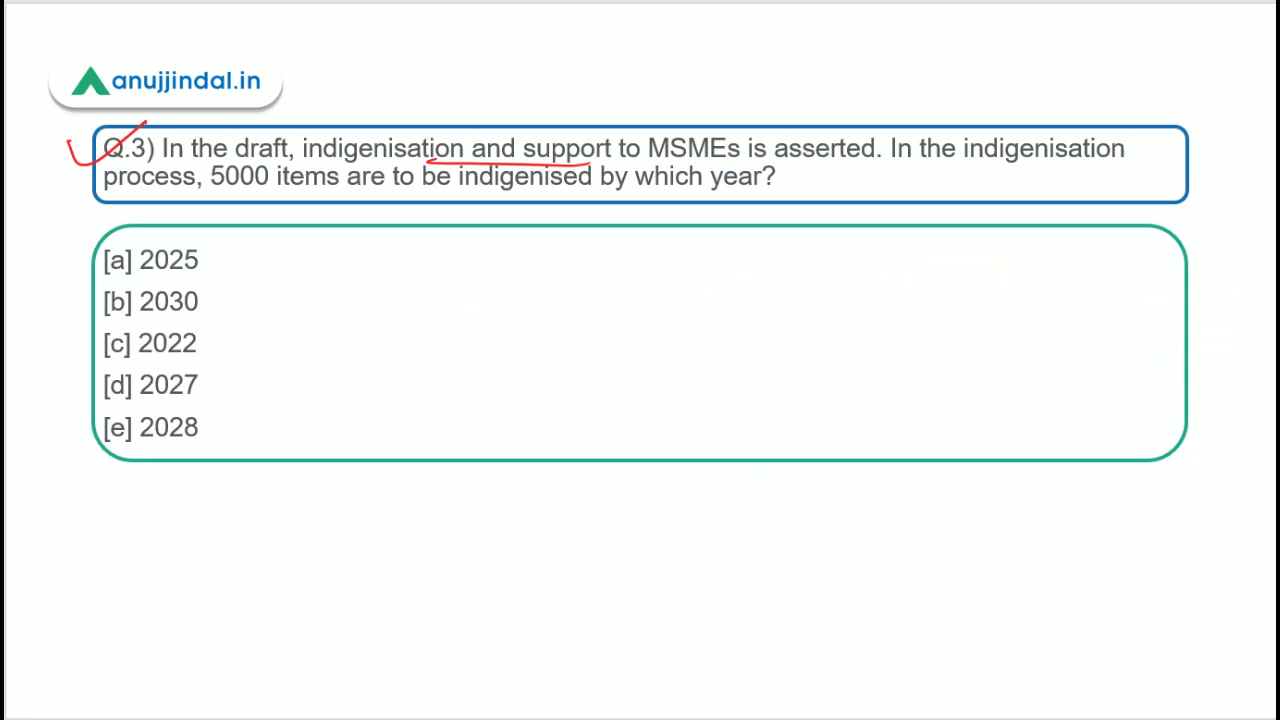 anujjindal.in
Q.3) In the draft, indigenisation and support to MSMEs is asserted. In the indigenisation
process, 5000 items are to be indigenised by which year?
[a] 2025
[b] 2030
[c] 2022
[d] 2027
[e] 2028